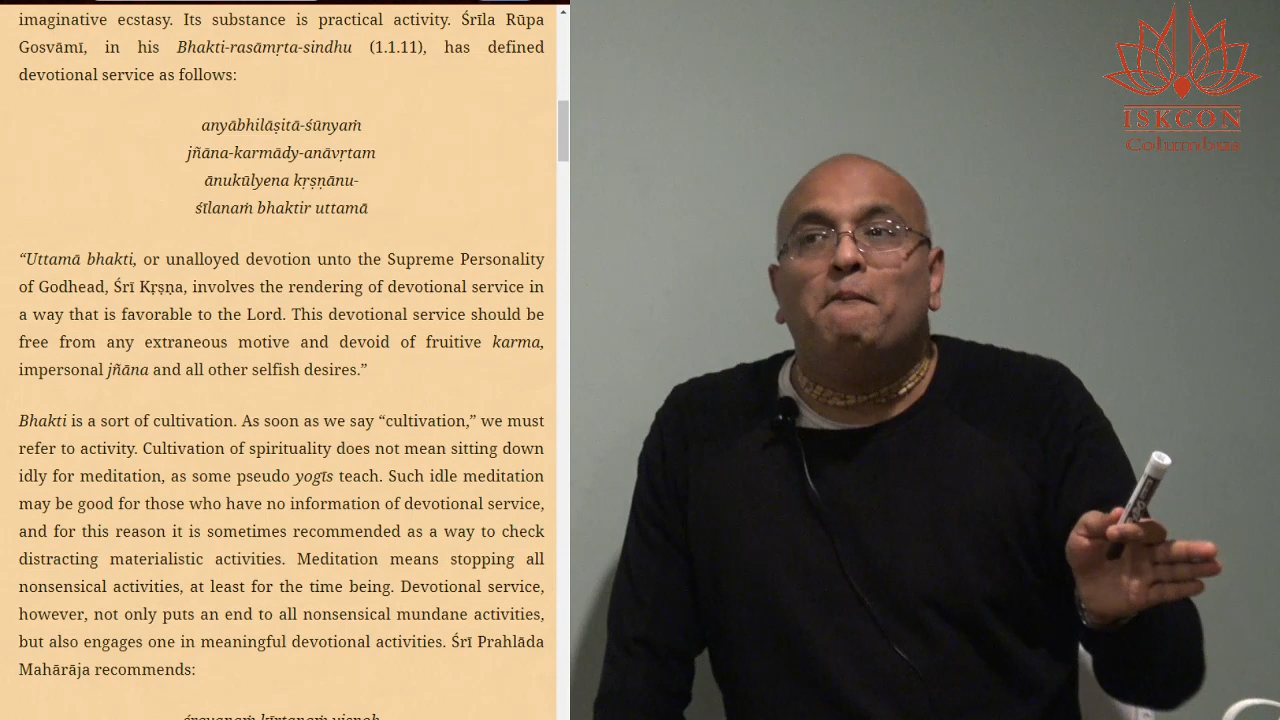 imaginative ecstasy. Its substance is practical activity. Śrīla Rūpa
Gosvāmī, in his Bhakti-rasāmṛta-sindhu (1.1.11), has defined
devotional service as follows:
anyābhilāṣitā-śūnyaṁ
jñāna-karmādy-anāvṛtam
ānukūlyena kṛṣṇānu-
śīlanaṁ bhaktir uttamā
“Uttamā bhakti, or unalloyed devotion unto the Supreme Personality
of Godhead, Śrī Kṛṣṇa, involves the rendering of devotional service in
a way that is favorable to the Lord. This devotional service should be
free from any extraneous motive and devoid of fruitive karma,
impersonal jñāna and all other selfish desires.”
Bhakti is a sort of cultivation. As soon as we say “cultivation,” we must
refer to activity. Cultivation of spirituality does not mean sitting down
idly for meditation, as some pseudo yogīs teach. Such idle meditation
may be good for those who have no information of devotional service,
and for this reason it is sometimes recommended as a way to check
distracting materialistic activities. Meditation means stopping all
nonsensical activities, at least for the time being. Devotional service,
however, not only puts an end to all nonsensical mundane activities,
but also engages one in meaningful devotional activities. Śrī Prahlāda
Mahārāja recommends:
ISKCON
Columbus